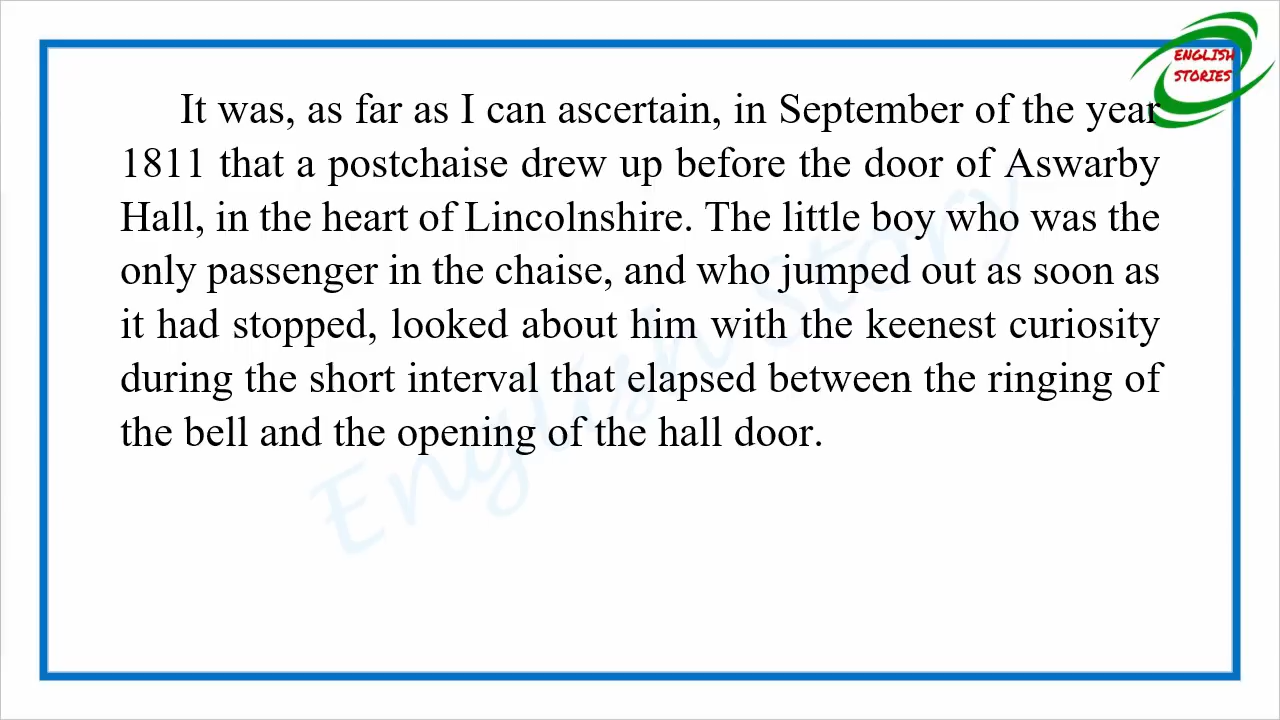 ENGLISH
STORIES
It was, as far as I can ascertain, in September of the year
1811 that a postchaise drew up before the door of Aswarby
Hall, in the heart of Lincolnshire. The little boy who was the
only passenger in the chaise, and who jumped out as soon as
it had stopped, looked about him with the keenest curiosity
during the short interval that elapsed between the ringing of
the bell and the opening of the hall door.
English Story